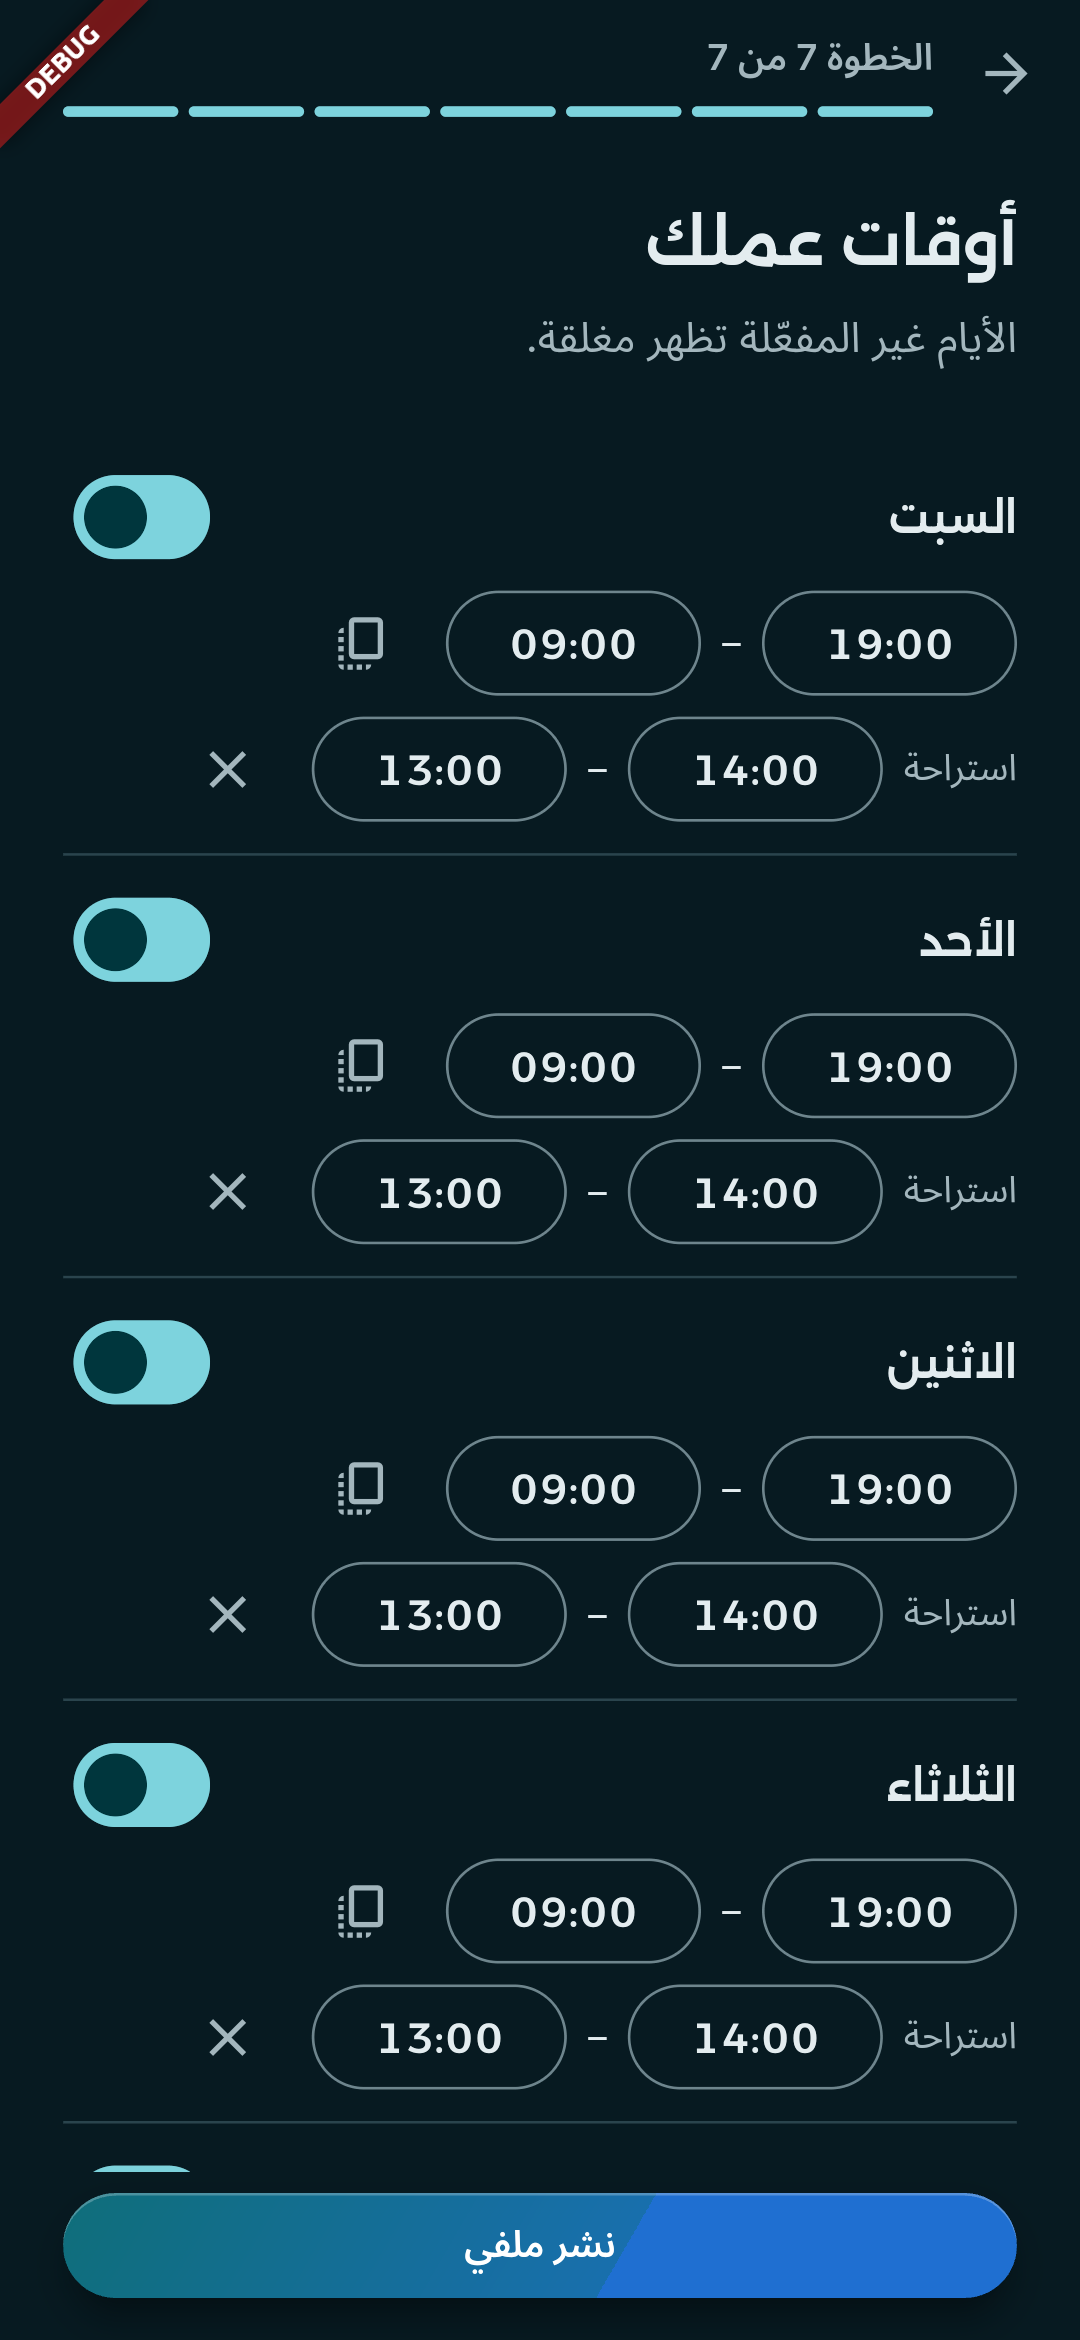 DEBUG
الخطوة 7 من 7
أوقات عملك
الأيام غير المفعّلة تظهر مغلقة.
السبت
09:00 – 19:00
استراحة 13:00 – 14:00
الأحد
09:00 – 19:00
استراحة 13:00 – 14:00
الاثنين
09:00 – 19:00
استراحة 13:00 – 14:00
الثلاثاء
09:00 – 19:00
استراحة 13:00 – 14:00
نشر ملفي